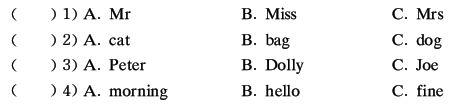 (    ) 1) A. Mr    B. Miss    C. Mrs
(    ) 2) A. cat    B. bag    C. dog
(    ) 3) A. Peter    B. Dolly    C. Joe
(    ) 4) A. morning    B. hello    C. fine